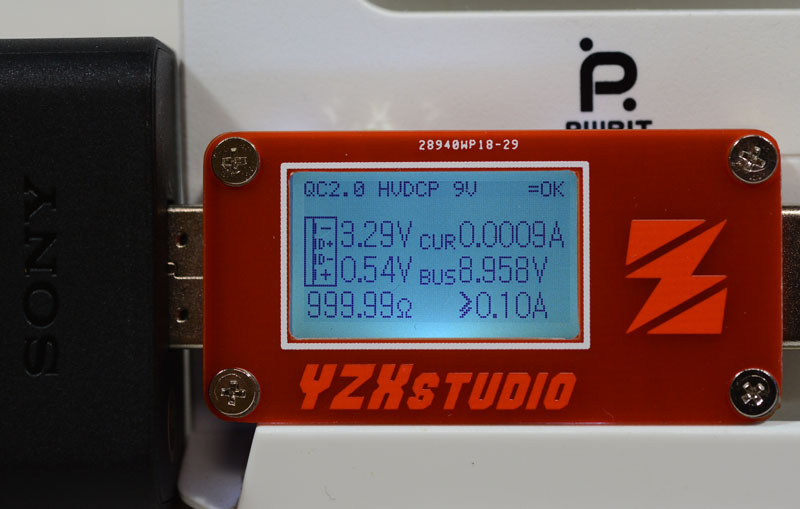 SONY
28940WP18-29
QC2.0 HVDCP 9V =OK
- D+ D- +
3.29V CUR 0.0009A
0.54V BUS 8.958V
999.99Ω >0.10A
YZXSTUDIO